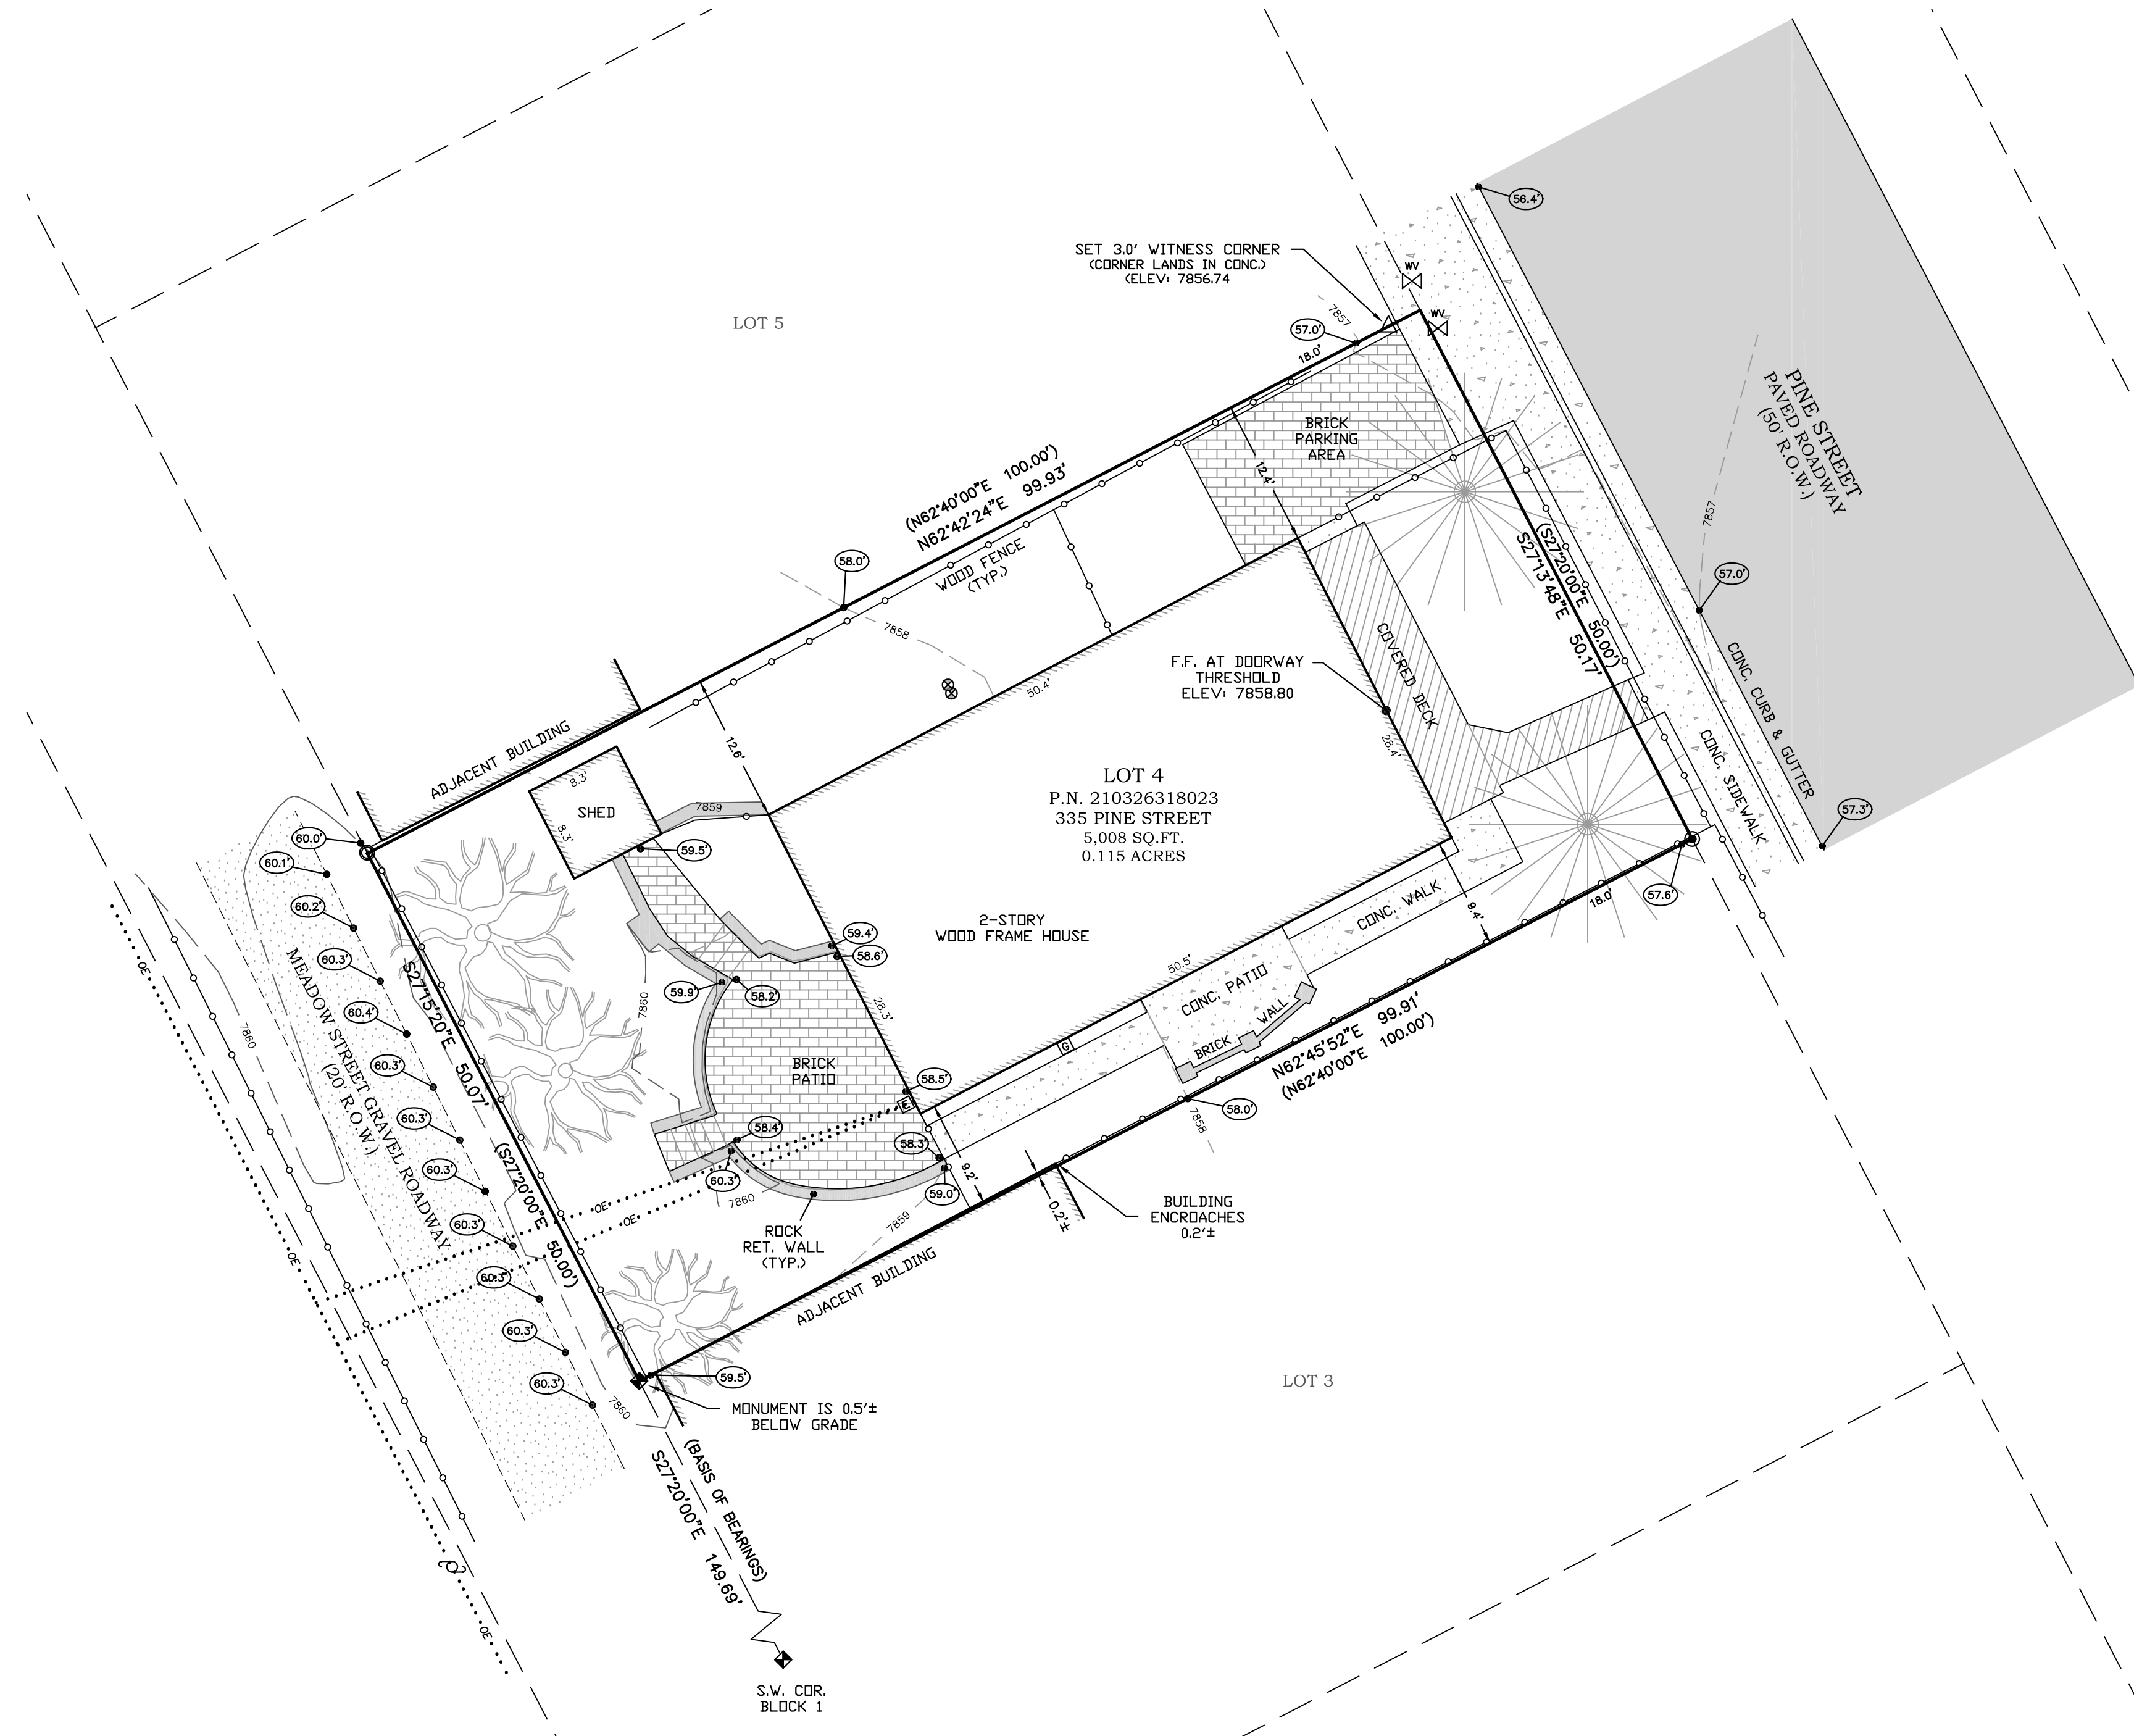 56.4'
SET 3.0' WITNESS CORNER
(CORNER LANDS IN CONC.)
(ELEV: 7856.74
WV
WV
7857
57.0'
18.0'
LOT 5
PINE STREET
PAVED ROADWAY
(50' R.O.W.)
7857
BRICK
PARKING
AREA
12.4'
(N62°40'00"E 100.00')
N62°42'24"E 99.93'
WOOD FENCE
(TYP.)
58.0'
7858
57.0'
(S27°20'00"E 50.00')
S27°13'48"E 50.17'
COVERED DECK
F.F. AT DOORWAY
THRESHOLD
ELEV: 7858.80
50.4'
28.4'
CONC. CURB & GUTTER
CONC. SIDEWALK
57.3'
12.6'
ADJACENT BUILDING
8.3'
SHED
8.3'
7859
LOT 4
P.N. 210326318023
335 PINE STREET
5,008 SQ.FT.
0.115 ACRES
60.0'
60.1'
60.2'
60.3'
60.4'
60.3'
60.3'
60.3'
60.3'
60.3'
60.3'
60.3'
59.5'
59.4'
58.6'
59.9'
58.2'
28.3'
2-STORY
WOOD FRAME HOUSE
57.6'
18.0'
9.4'
CONC. WALK
50.5'
CONC. PATIO
BRICK WALL
G
N62°45'52"E 99.91'
(N62°40'00"E 100.00')
OE
7860
MEADOW STREET GRAVEL ROADWAY
(20' R.O.W.)
S27°15'20"E 50.07'
(S27°20'00"E 50.00')
7860
BRICK
PATIO
58.5'
E
58.4'
58.3'
58.0'
7858
60.3'
59.0'
9.2'
0.2'±
BUILDING
ENCROACHES
0.2'±
OE
OE
7860
7859
ROCK
RET. WALL
(TYP.)
ADJACENT BUILDING
OE
59.5'
LOT 3
7860
MONUMENT IS 0.5'±
BELOW GRADE
(BASIS OF BEARINGS)
S27°20'00"E 149.69'
OE
S.W. COR.
BLOCK 1